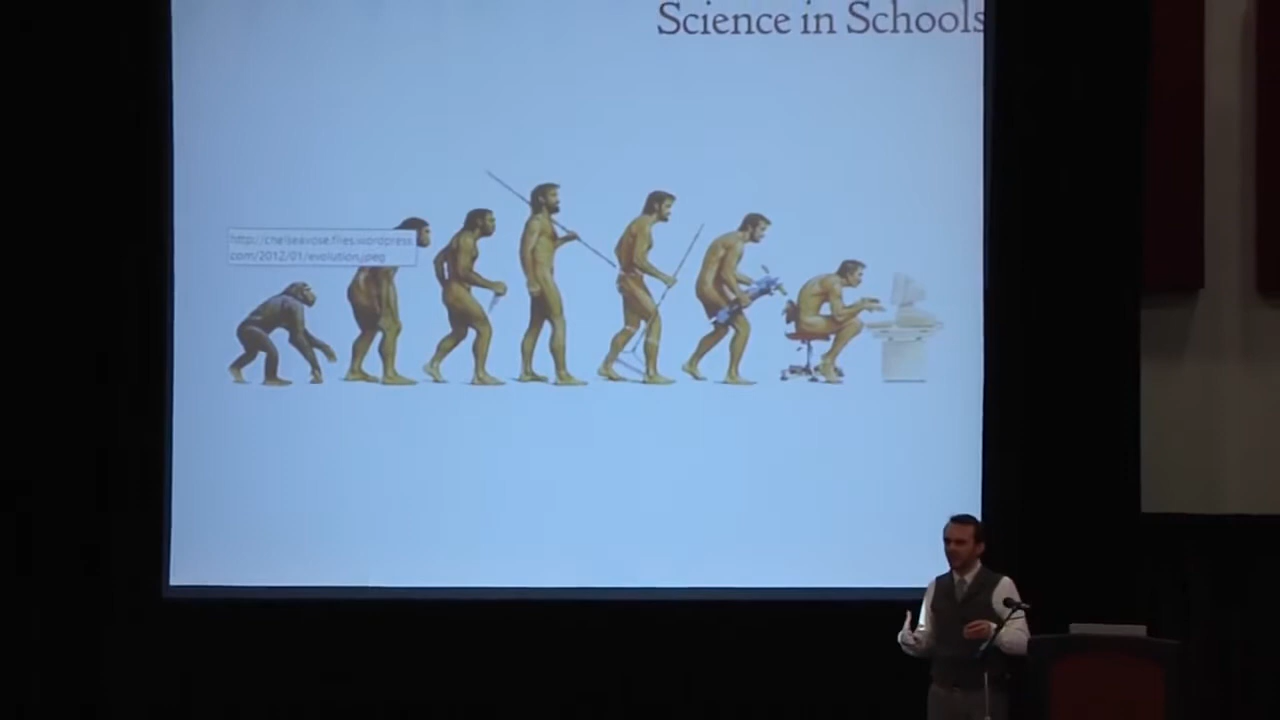 Science in Schools
http://chelseavose.files.wordpress.
com/2012/01/evolution.jpeg